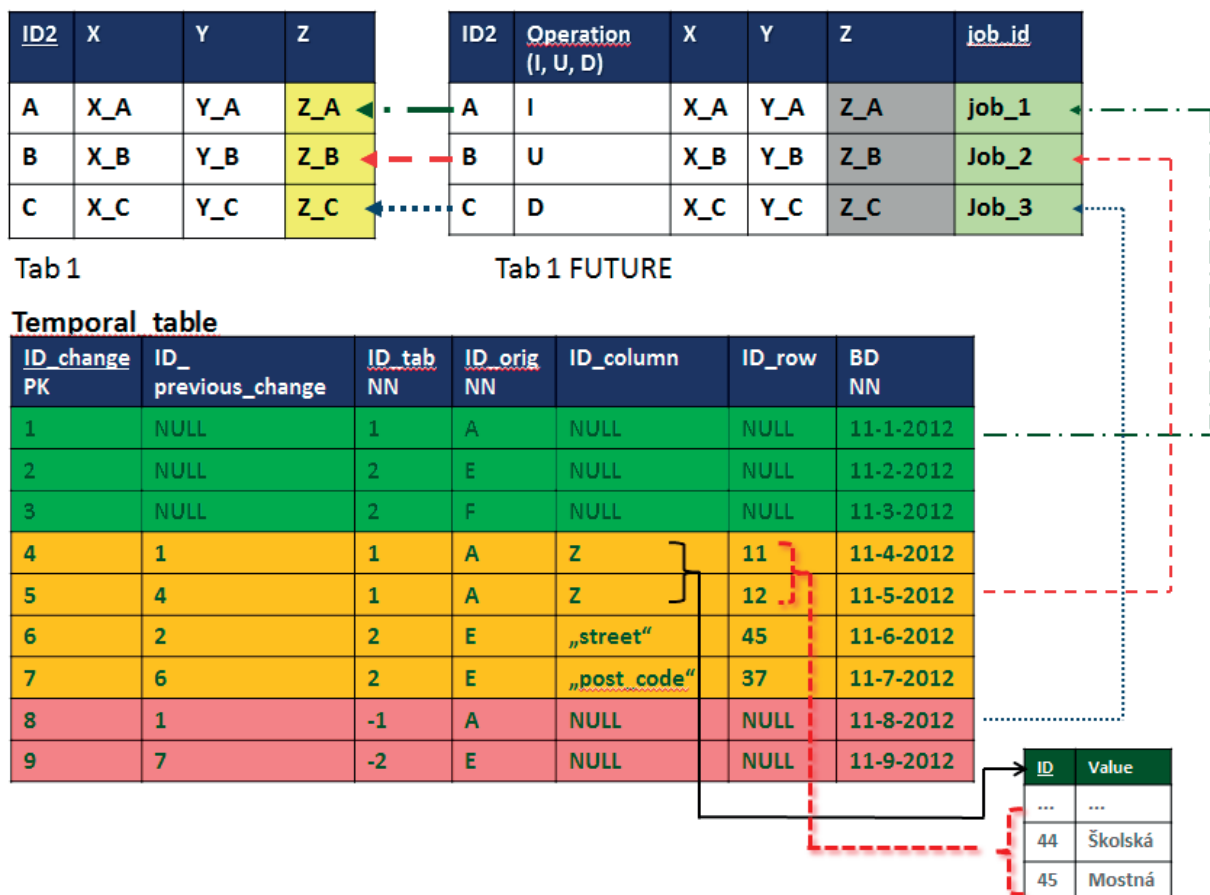 ID2 X Y Z
A X_A Y_A Z_A
B X_B Y_B Z_B
C X_C Y_C Z_C
Tab 1
ID2 Operation X Y Z job_id
(I, U, D)
A I X_A Y_A Z_A job_1
B U X_B Y_B Z_B Job_2
C D X_C Y_C Z_C Job_3
Tab 1 FUTURE
Temporal_table
ID_change ID_ ID_tab ID_orig ID_column ID_row BD
PK previous_change NN NN NN
1 NULL 1 A NULL NULL 11-1-2012
2 NULL 2 E NULL NULL 11-2-2012
3 NULL 2 F NULL NULL 11-3-2012
4 1 1 A Z 11 11-4-2012
5 4 1 A Z 12 11-5-2012
6 2 2 E „street“ 45 11-6-2012
7 6 2 E „post_code“ 37 11-7-2012
8 1 -1 A NULL NULL 11-8-2012
9 7 -2 E NULL NULL 11-9-2012
ID Value
... ...
44 Školská
45 Mostná